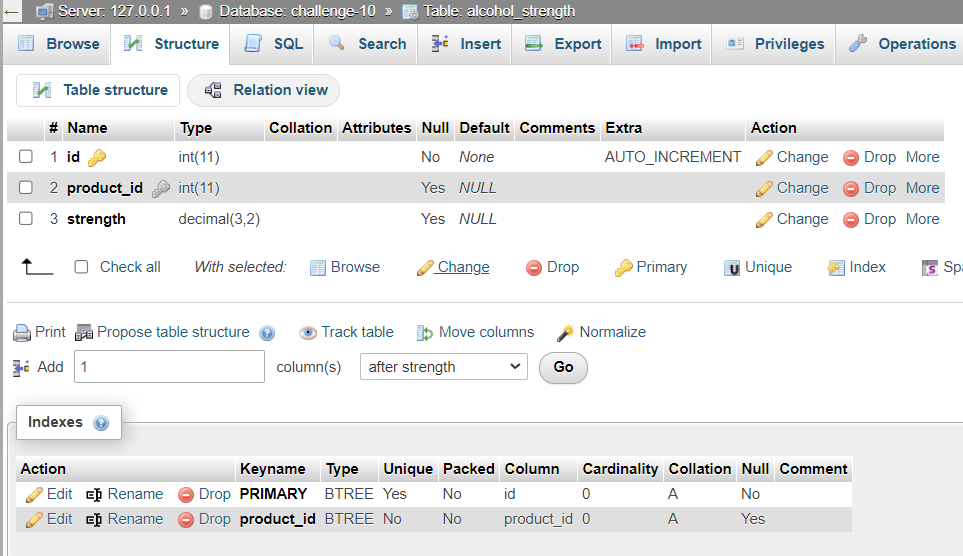 Server: 127.0.0.1 » Database: challenge-10 » Table: alcohol_strength
Browse Structure SQL Search Insert Export Import Privileges Operations
Table structure Relation view
# Name Type Collation Attributes Null Default Comments Extra Action
1 id int(11) No None AUTO_INCREMENT Change Drop More
2 product_id int(11) Yes NULL Change Drop More
3 strength decimal(3,2) Yes NULL Change Drop More
Check all With selected: Browse Change Drop Primary Unique Index Spa
Print Propose table structure Track table Move columns Normalize
Add 1 column(s) after strength Go
Indexes
Action Keyname Type Unique Packed Column Cardinality Collation Null Comment
Edit Rename Drop PRIMARY BTREE Yes No id 0 A No
Edit Rename Drop product_id BTREE No No product_id 0 A Yes